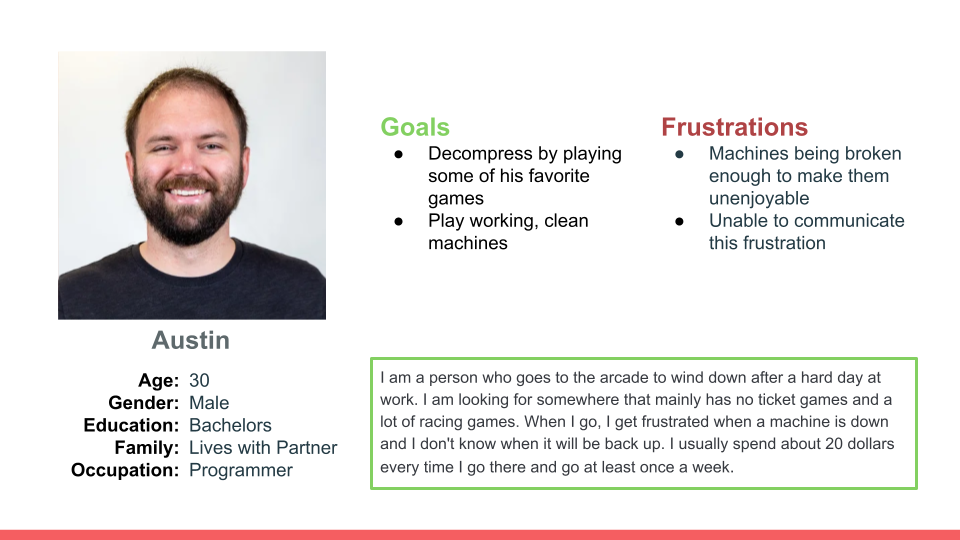 Goals
● Decompress by playing
some of his favorite
games
● Play working, clean
machines
Frustrations
● Machines being broken
enough to make them
unenjoyable
● Unable to communicate
this frustration
Austin
Age: 30
Gender: Male
Education: Bachelors
Family: Lives with Partner
Occupation: Programmer
I am a person who goes to the arcade to wind down after a hard day at
work. I am looking for somewhere that mainly has no ticket games and a
lot of racing games. When I go, I get frustrated when a machine is down
and I don't know when it will be back up. I usually spend about 20 dollars
every time I go there and go at least once a week.